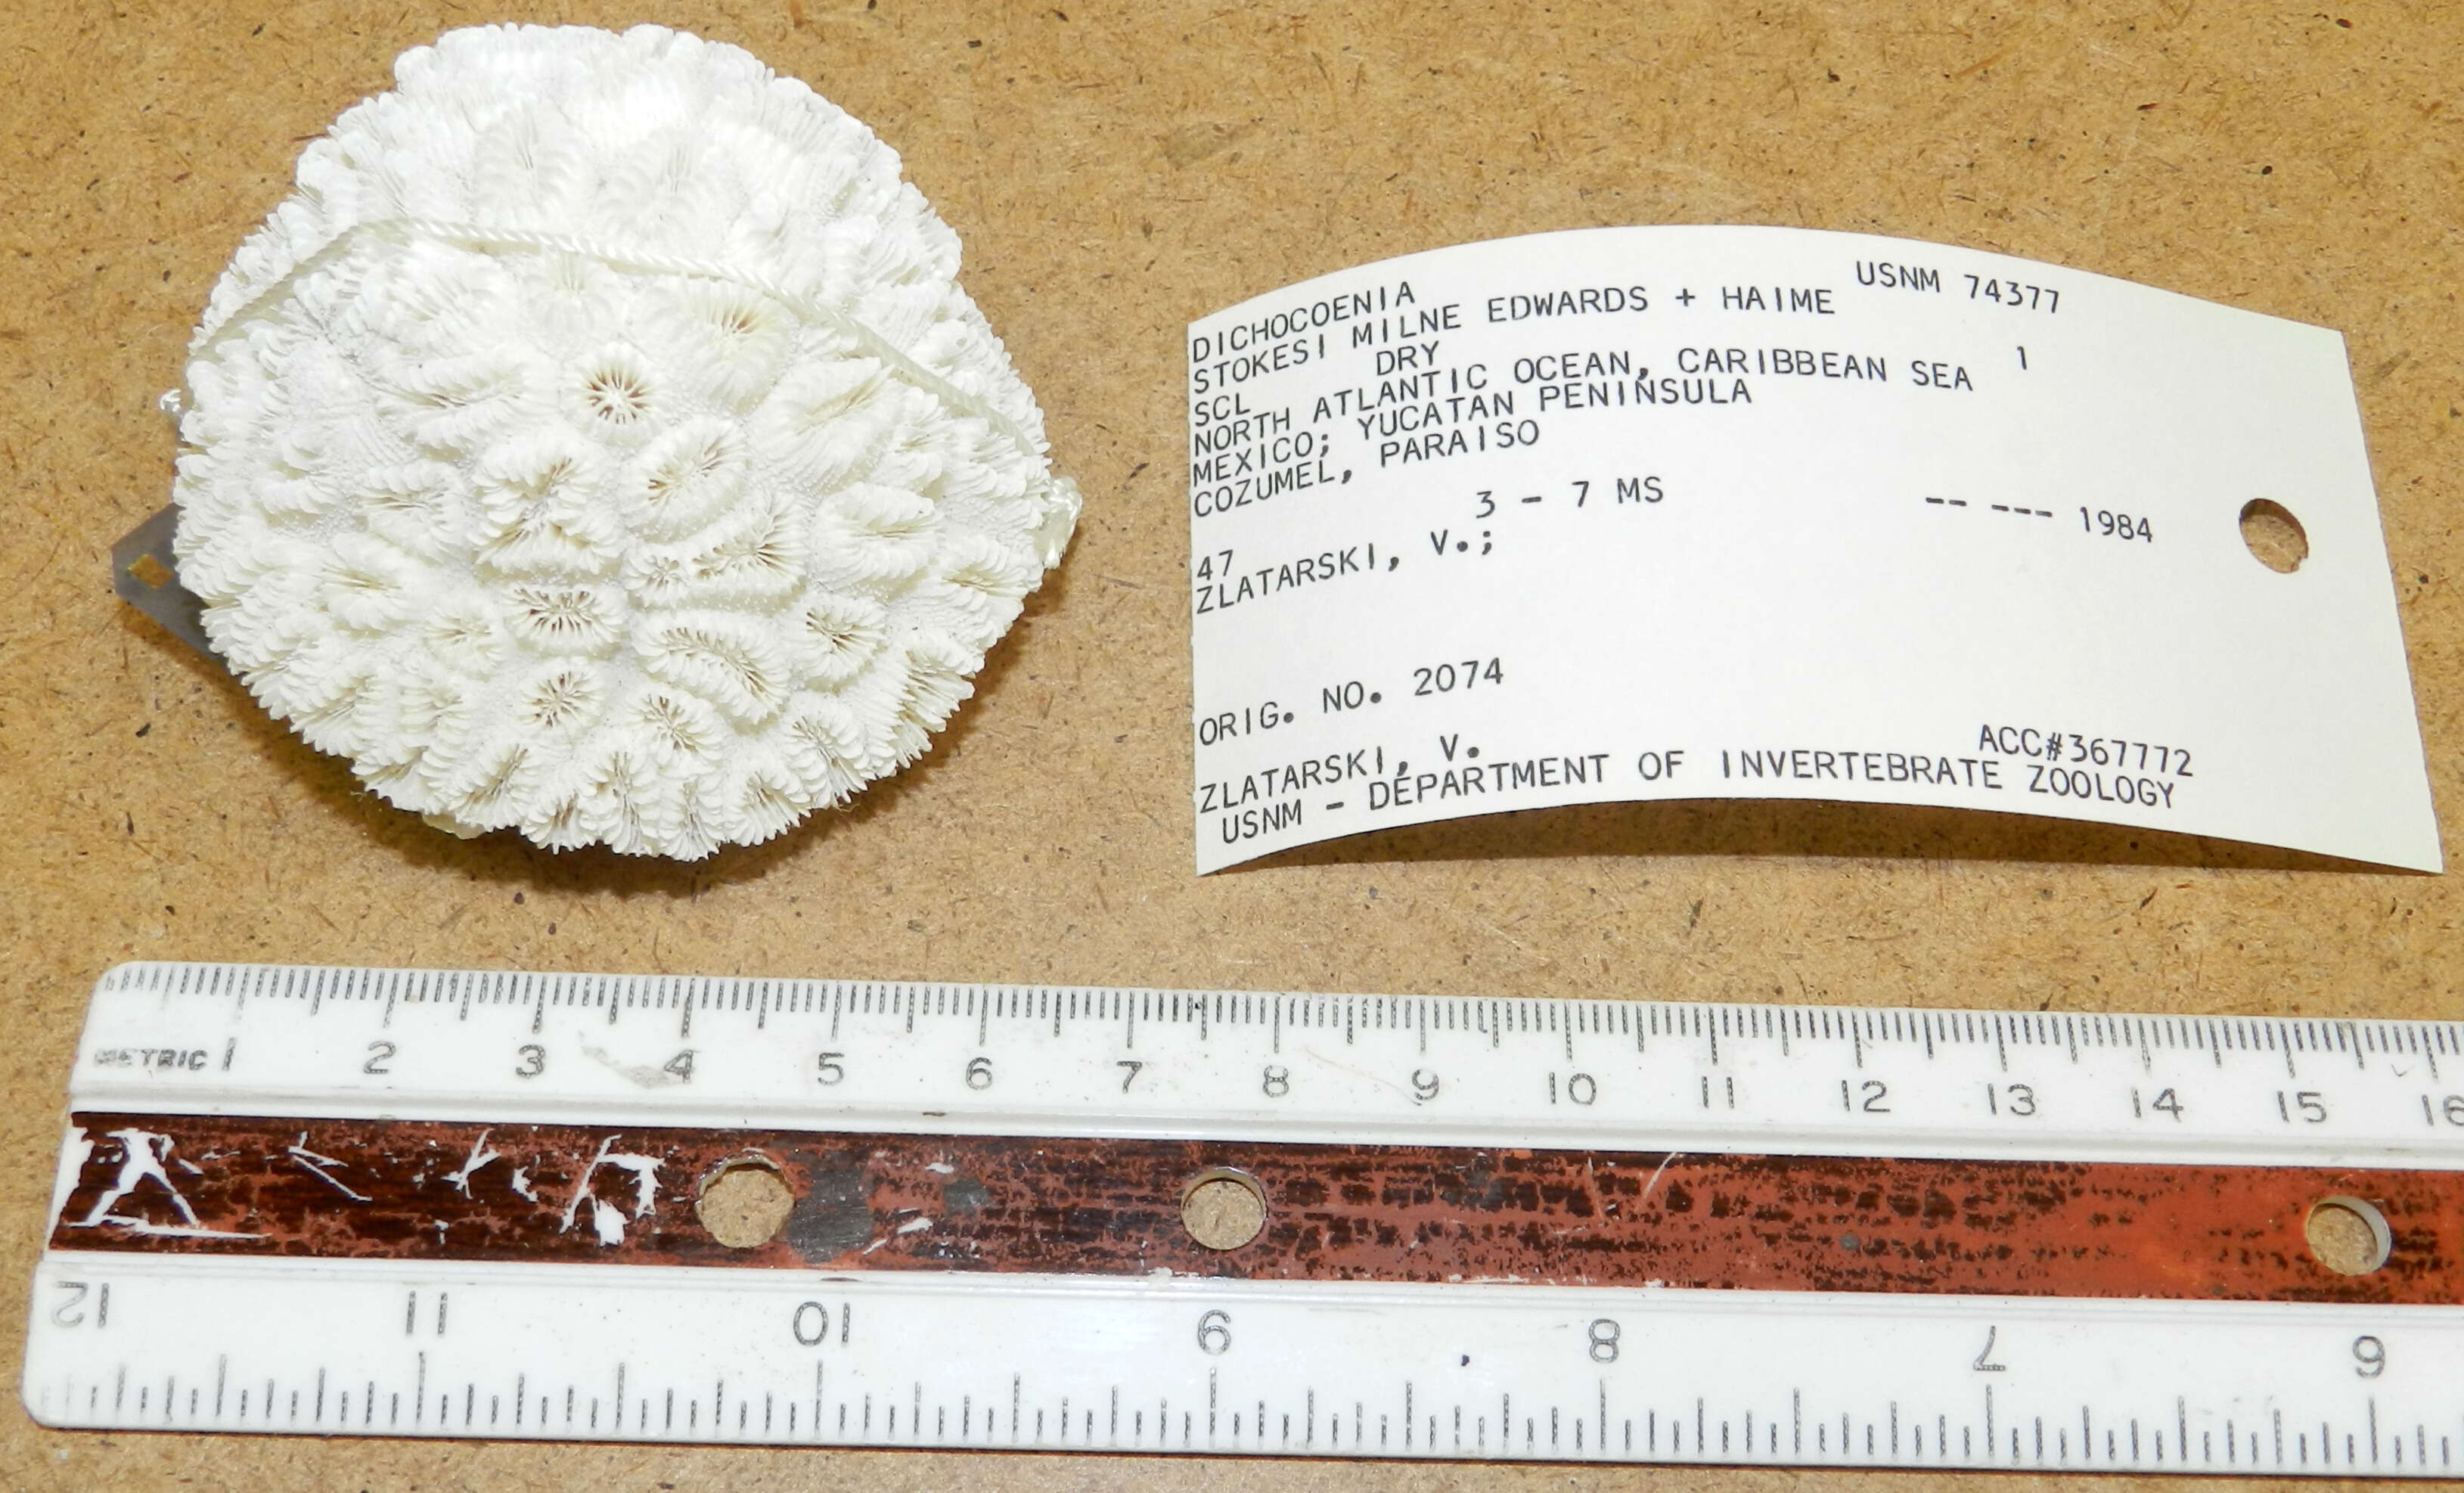 USNM 74377
DICHOCOENIA
STOKESI MILNE EDWARDS + HAIME
DRY 1
SCL
NORTH ATLANTIC OCEAN, CARIBBEAN SEA
MEXICO; YUCATAN PENINSULA
COZUMEL, PARAISO
3 - 7 MS -- --- 1984
47
ZLATARSKI, V.;
ORIG. NO. 2074
ZLATARSKI, V. ACC#367772
USNM - DEPARTMENT OF INVERTEBRATE ZOOLOGY
METRIC 1 2 3 4 5 6 7 8 9 10 11 12 13 14 15 16
12 11 10 9 8 7 6